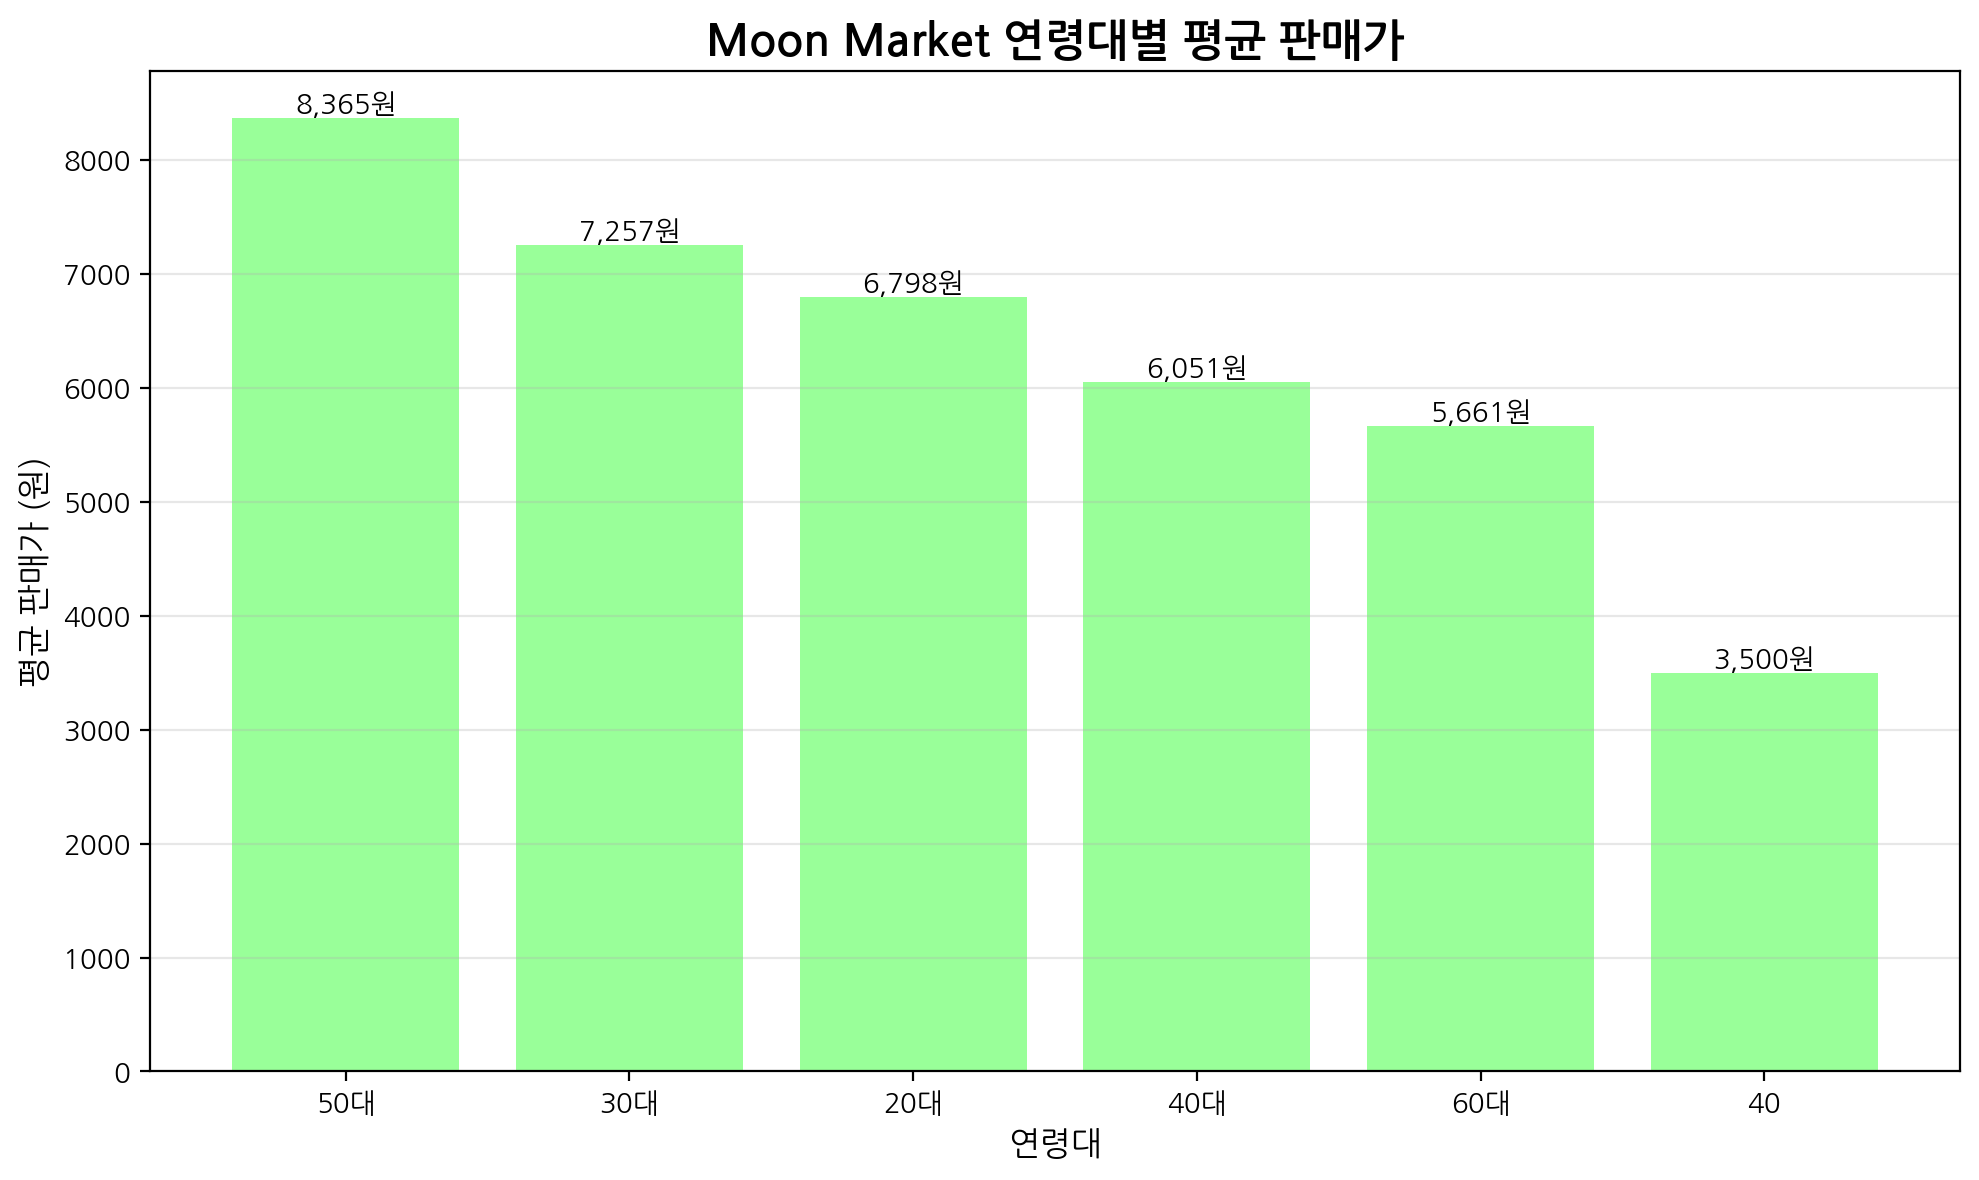 Moon Market 연령대별 평균 판매가
평균 판매가 (원)
8000
7000
6000
5000
4000
3000
2000
1000
0
8,365원
7,257원
6,798원
6,051원
5,661원
3,500원
50대
30대
20대
40대
60대
40
연령대